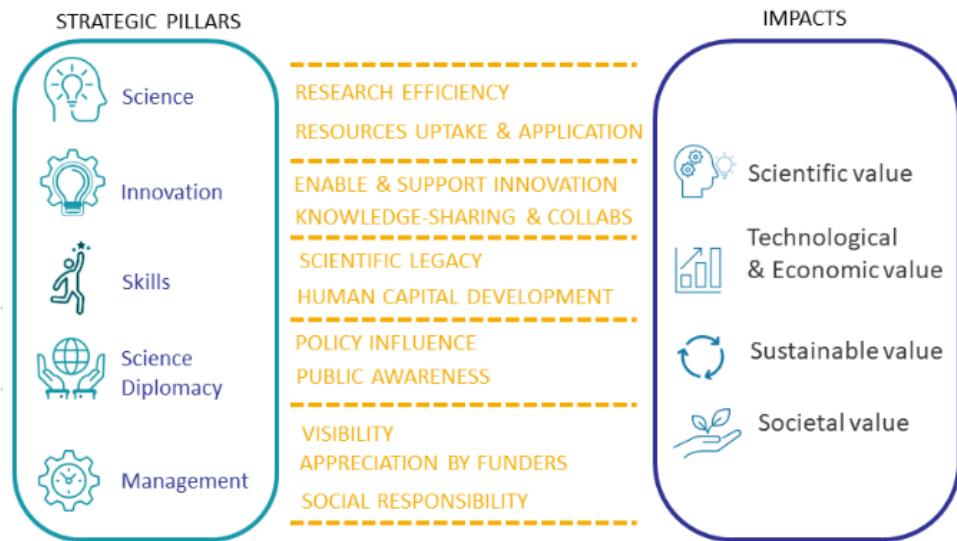 STRATEGIC PILLARS
IMPACTS
Science
Innovation
Skills
Science
Diplomacy
Management
RESEARCH EFFICIENCY
RESOURCES UPTAKE & APPLICATION
ENABLE & SUPPORT INNOVATION
KNOWLEDGE-SHARING & COLLABS
SCIENTIFIC LEGACY
HUMAN CAPITAL DEVELOPMENT
POLICY INFLUENCE
PUBLIC AWARENESS
VISIBILITY
APPRECIATION BY FUNDERS
SOCIAL RESPONSIBILITY
Scientific value
Technological
& Economic value
Sustainable value
Societal value